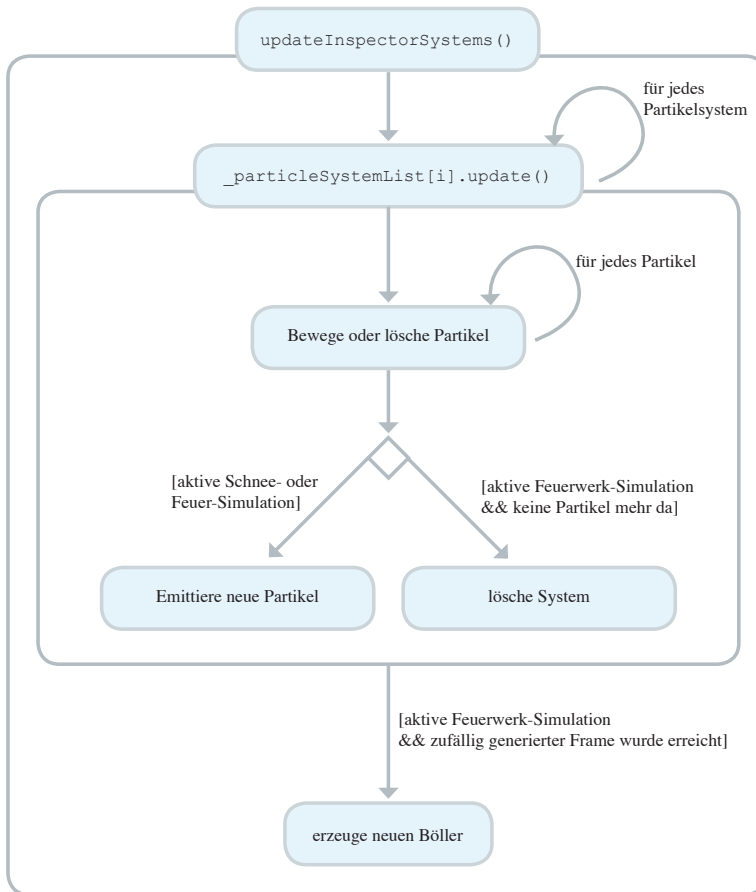 updateInspectorSystems()
für jedes
Partikelsystem
_particleSystemList[i].update()
für jedes Partikel
Bewege oder lösche Partikel
[aktive Schnee- oder
Feuer-Simulation]
[aktive Feuerwerk-Simulation
&& keine Partikel mehr da]
Emittiere neue Partikel
lösche System
[aktive Feuerwerk-Simulation
&& zufällig generierter Frame wurde erreicht]
erzeuge neuen Böller